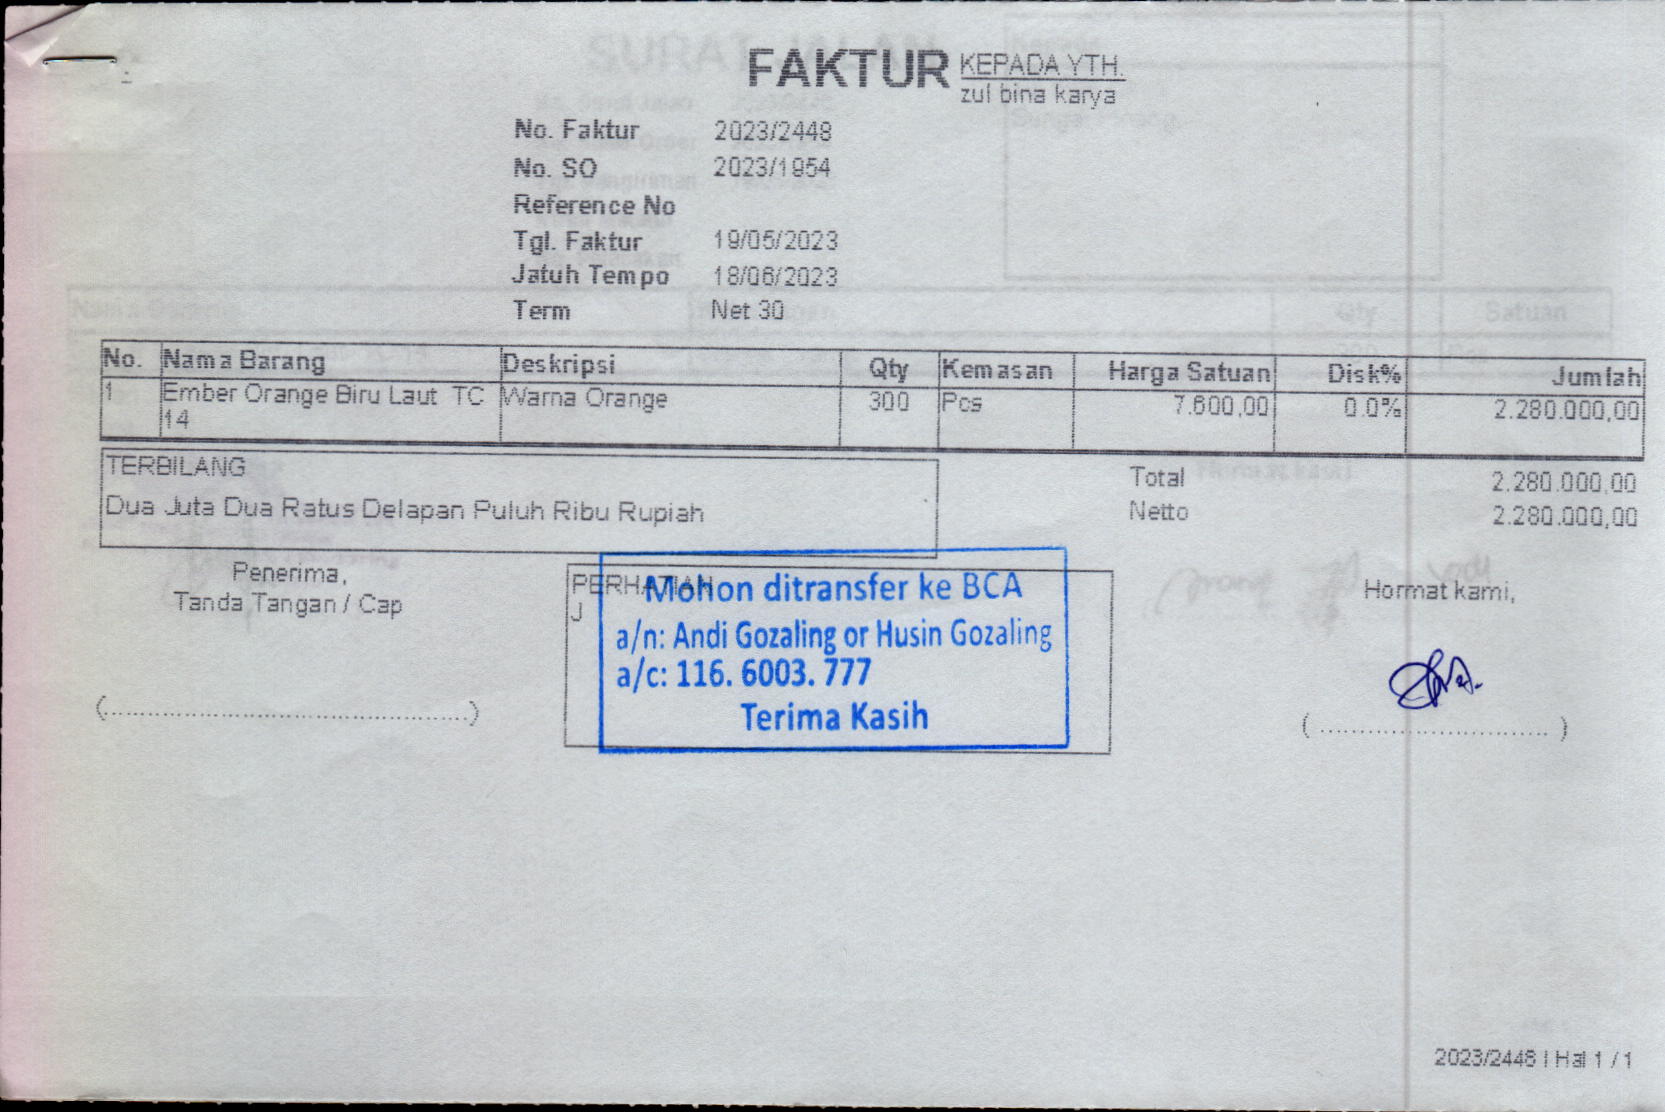 FAKTUR
KEPADA YTH.
zul bina karya
No. Faktur 2023/2448
No. SO 2023/1954
Reference No
Tgl. Faktur 19/05/2023
Jatuh Tempo 18/06/2023
Term Net 30
No. Nama Barang Deskripsi Qty Kemasan Harga Satuan Disk% Jumlah
1 Ember Orange Biru Laut TC Warna Orange 300 Pcs 7.600,00 0.0% 2.280.000,00
14
TERBILANG
Dua Juta Dua Ratus Delapan Puluh Ribu Rupiah
Total 2.280.000,00
Netto 2.280.000,00
Penerima,
Tanda Tangan / Cap
(...)
PERHATIAN
J
Mohon ditransfer ke BCA
a/n: Andi Gozaling or Husin Gozaling
a/c: 116. 6003. 777
Terima Kasih
Hormat kami,
(...)
2023/2448 | Hal 1 / 1